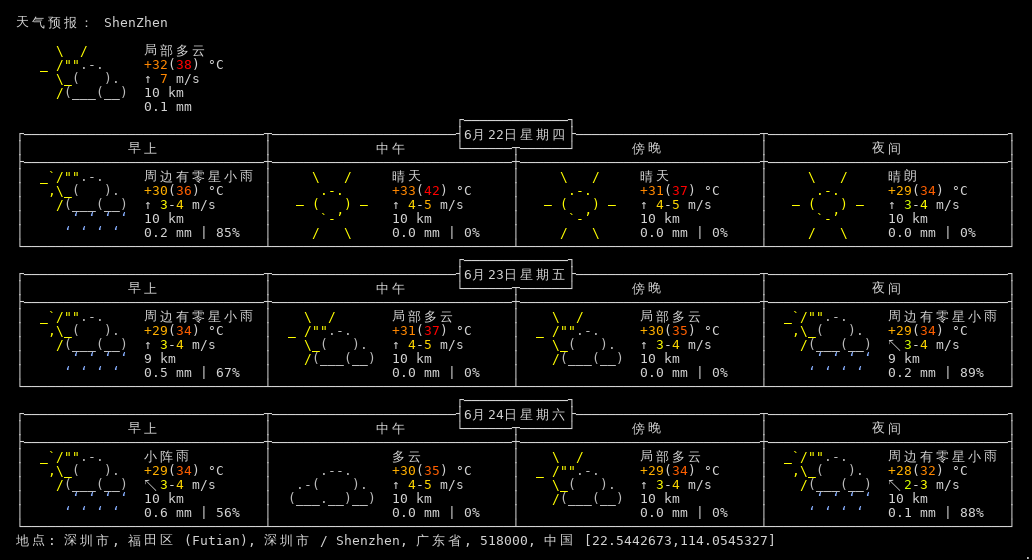 天气预报： ShenZhen
局部多云
+32(38) °C
↑ 7 m/s
10 km
0.1 mm
6月22日星期四
早上 中午 傍晚 夜间
周边有零星小雨 晴天 晴天 晴朗
+30(36) °C +33(42) °C +31(37) °C +29(34) °C
↑ 3-4 m/s ↑ 4-5 m/s ↑ 4-5 m/s ↑ 3-4 m/s
10 km 10 km 10 km 10 km
0.2 mm | 85% 0.0 mm | 0% 0.0 mm | 0% 0.0 mm | 0%
6月23日星期五
早上 中午 傍晚 夜间
周边有零星小雨 局部多云 局部多云 周边有零星小雨
+29(34) °C +31(37) °C +30(35) °C +29(34) °C
↑ 3-4 m/s ↑ 4-5 m/s ↑ 3-4 m/s ↖ 3-4 m/s
9 km 10 km 10 km 9 km
0.5 mm | 67% 0.0 mm | 0% 0.0 mm | 0% 0.2 mm | 89%
6月24日星期六
早上 中午 傍晚 夜间
小阵雨 多云 局部多云 周边有零星小雨
+29(34) °C +30(35) °C +29(34) °C +28(32) °C
↖ 3-4 m/s ↑ 4-5 m/s ↑ 3-4 m/s ↖ 2-3 m/s
10 km 10 km 10 km 10 km
0.6 mm | 56% 0.0 mm | 0% 0.0 mm | 0% 0.1 mm | 88%
地点: 深圳市, 福田区 (Futian), 深圳市 / Shenzhen, 广东省, 518000, 中国 [22.5442673,114.0545327]